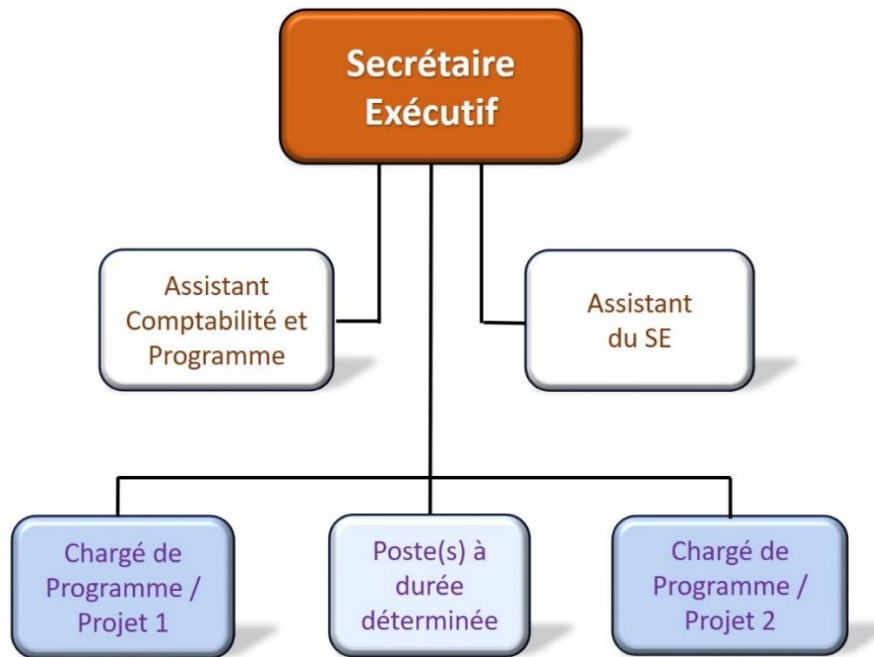 Secrétaire
Exécutif
Assistant
Comptabilité et
Programme
Assistant
du SE
Chargé de
Programme /
Projet 1
Poste(s) à
durée
déterminée
Chargé de
Programme /
Projet 2